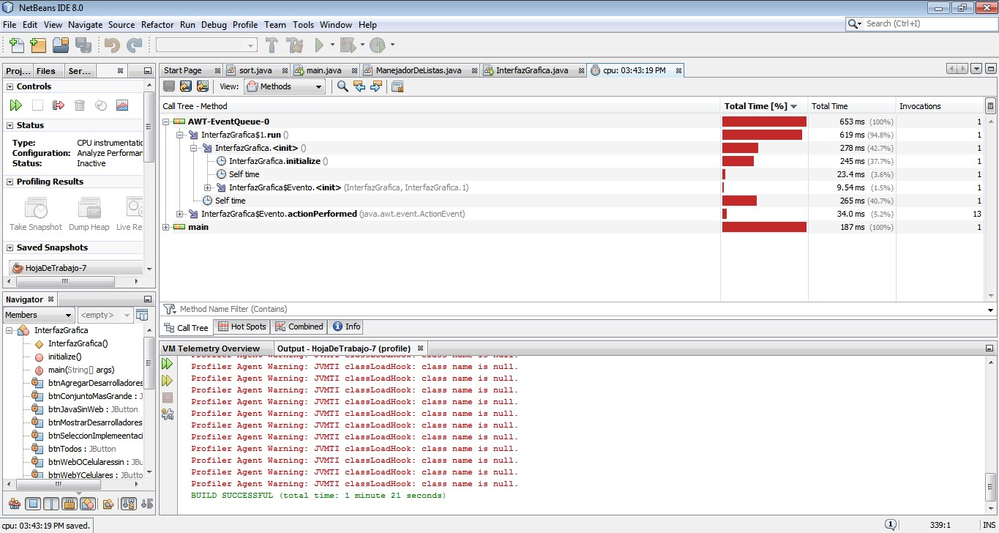 NetBeans IDE 8.0
File Edit View Navigate Source Refactor Run Debug Profile Team Tools Window Help
Search (Ctrl+I)
Proj... Files Ser...
Controls
Status
Type: CPU instrumentatic
Configuration: Analyze Performar
Status: Inactive
Profiling Results
Take Snapshot Dump Heap Live Re
Saved Snapshots
HojaDeTrabajo-7
Navigator
Members <empty>
InterfazGrafica
InterfazGrafica()
initialize()
main(String[] args)
btnAgregarDesarrolladores
btnConjuntoMasGrande : J
btnJavaSinWeb : JButton
btnMostrarDesarrolladores
btnSeleccionImplemeentaci
btnTodos : JButton
btnWebOCelularessin : JBu
btnWebYCelulares : JButton
Start Page sort.java main.java ManejadorDeListas.java InterfazGrafica.java cpu: 03:43:19 PM
View: Methods
Call Tree - Method Total Time [%] Total Time Invocations
AWT-EventQueue-0 653 ms (100%) 1
InterfazGrafica$1.run () 619 ms (94.8%) 1
InterfazGrafica.<init> () 278 ms (42.7%) 1
InterfazGrafica.initialize () 245 ms (37.7%) 1
Self time 23.4 ms (3.6%) 1
InterfazGrafica$Evento.<init> (InterfazGrafica, InterfazGrafica.1) 9.54 ms (1.5%) 1
Self time 265 ms (40.7%) 1
InterfazGrafica$Evento.actionPerformed (java.awt.event.ActionEvent) 34.0 ms (5.2%) 13
main 187 ms (100%) 1
Method Name Filter (Contains)
Call Tree Hot Spots Combined Info
VM Telemetry Overview Output - HojaDeTrabajo-7 (profile)
Profiler Agent Warning: JVMTI classLoadHook: class name is null.
Profiler Agent Warning: JVMTI classLoadHook: class name is null.
Profiler Agent Warning: JVMTI classLoadHook: class name is null.
Profiler Agent Warning: JVMTI classLoadHook: class name is null.
Profiler Agent Warning: JVMTI classLoadHook: class name is null.
Profiler Agent Warning: JVMTI classLoadHook: class name is null.
Profiler Agent Warning: JVMTI classLoadHook: class name is null.
Profiler Agent Warning: JVMTI classLoadHook: class name is null.
Profiler Agent Warning: JVMTI classLoadHook: class name is null.
Profiler Agent Warning: JVMTI classLoadHook: class name is null.
Profiler Agent Warning: JVMTI classLoadHook: class name is null.
Profiler Agent Warning: JVMTI classLoadHook: class name is null.
BUILD SUCCESSFUL (total time: 1 minute 21 seconds)
cpu: 03:43:19 PM saved.
1 339:1 INS